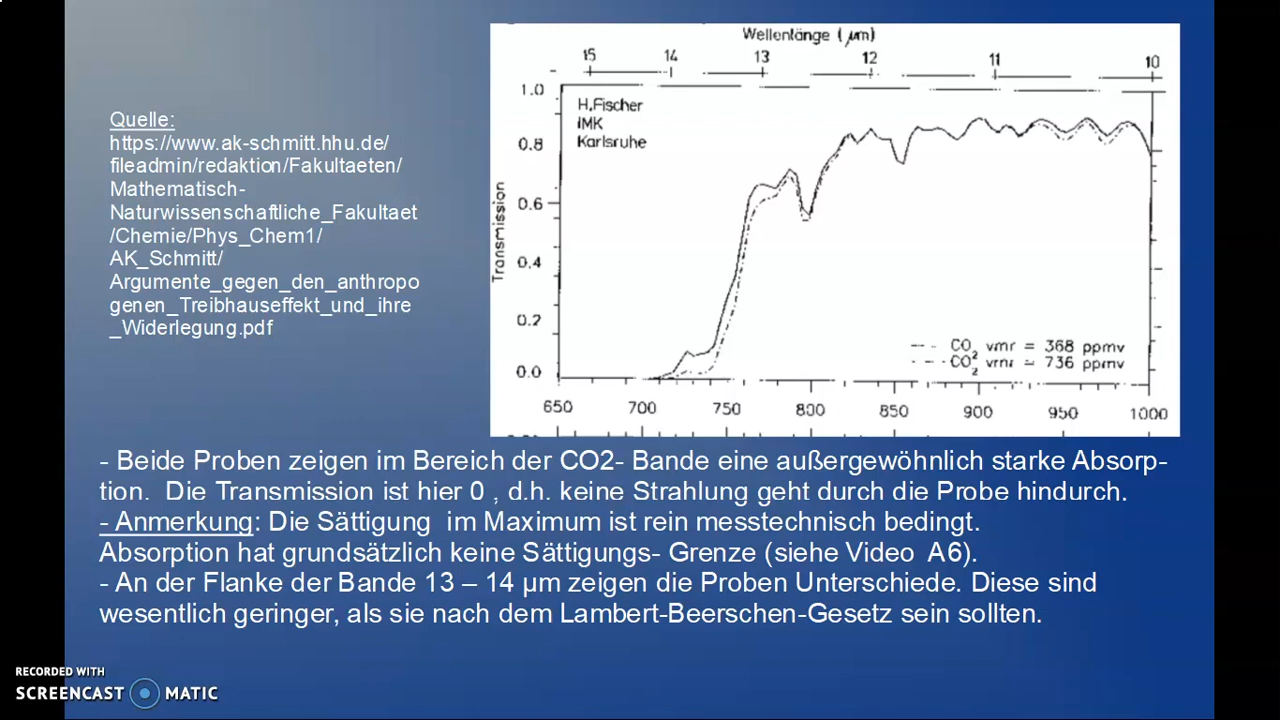 Quelle:
https://www.ak-schmitt.hhu.de/
fileadmin/redaktion/Fakultaeten/
Mathematisch-
Naturwissenschaftliche_Fakultaet
/Chemie/Phys_Chem1/
AK_Schmitt/
Argumente_gegen_den_anthropo
genen_Treibhauseffekt_und_ihre
_Widerlegung.pdf
Wellenlänge (μm)
15 14 13 12 11 10
H.Fischer
IMK
Karlsruhe
Transmission
1.0
0.8
0.6
0.4
0.2
0.0
CO2 vmr = 368 ppmv
CO2 vmr = 736 ppmv
650 700 750 800 850 900 950 1000
- Beide Proben zeigen im Bereich der CO2- Bande eine außergewöhnlich starke Absorp-
tion. Die Transmission ist hier 0 , d.h. keine Strahlung geht durch die Probe hindurch.
- Anmerkung: Die Sättigung im Maximum ist rein messtechnisch bedingt.
Absorption hat grundsätzlich keine Sättigungs- Grenze (siehe Video A6).
- An der Flanke der Bande 13 – 14 μm zeigen die Proben Unterschiede. Diese sind
wesentlich geringer, als sie nach dem Lambert-Beerschen-Gesetz sein sollten.
RECORDED WITH
SCREENCAST MATIC